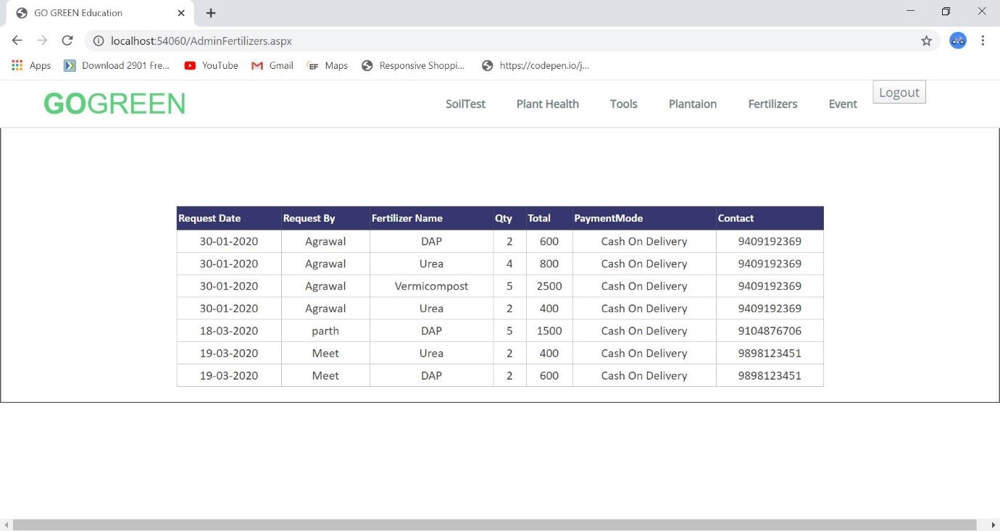 GO GREEN Education
localhost:54060/AdminFertilizers.aspx
Apps Download 2901 Fre... YouTube Gmail EF Maps Responsive Shoppi... https://codepen.io/j...
GOGREEN SoilTest Plant Health Tools Plantaion Fertilizers Event Logout
Request Date Request By Fertilizer Name Qty Total PaymentMode Contact
30-01-2020 Agrawal DAP 2 600 Cash On Delivery 9409192369
30-01-2020 Agrawal Urea 4 800 Cash On Delivery 9409192369
30-01-2020 Agrawal Vermicompost 5 2500 Cash On Delivery 9409192369
30-01-2020 Agrawal Urea 2 400 Cash On Delivery 9409192369
18-03-2020 parth DAP 5 1500 Cash On Delivery 9104876706
19-03-2020 Meet Urea 2 400 Cash On Delivery 9898123451
19-03-2020 Meet DAP 2 600 Cash On Delivery 9898123451